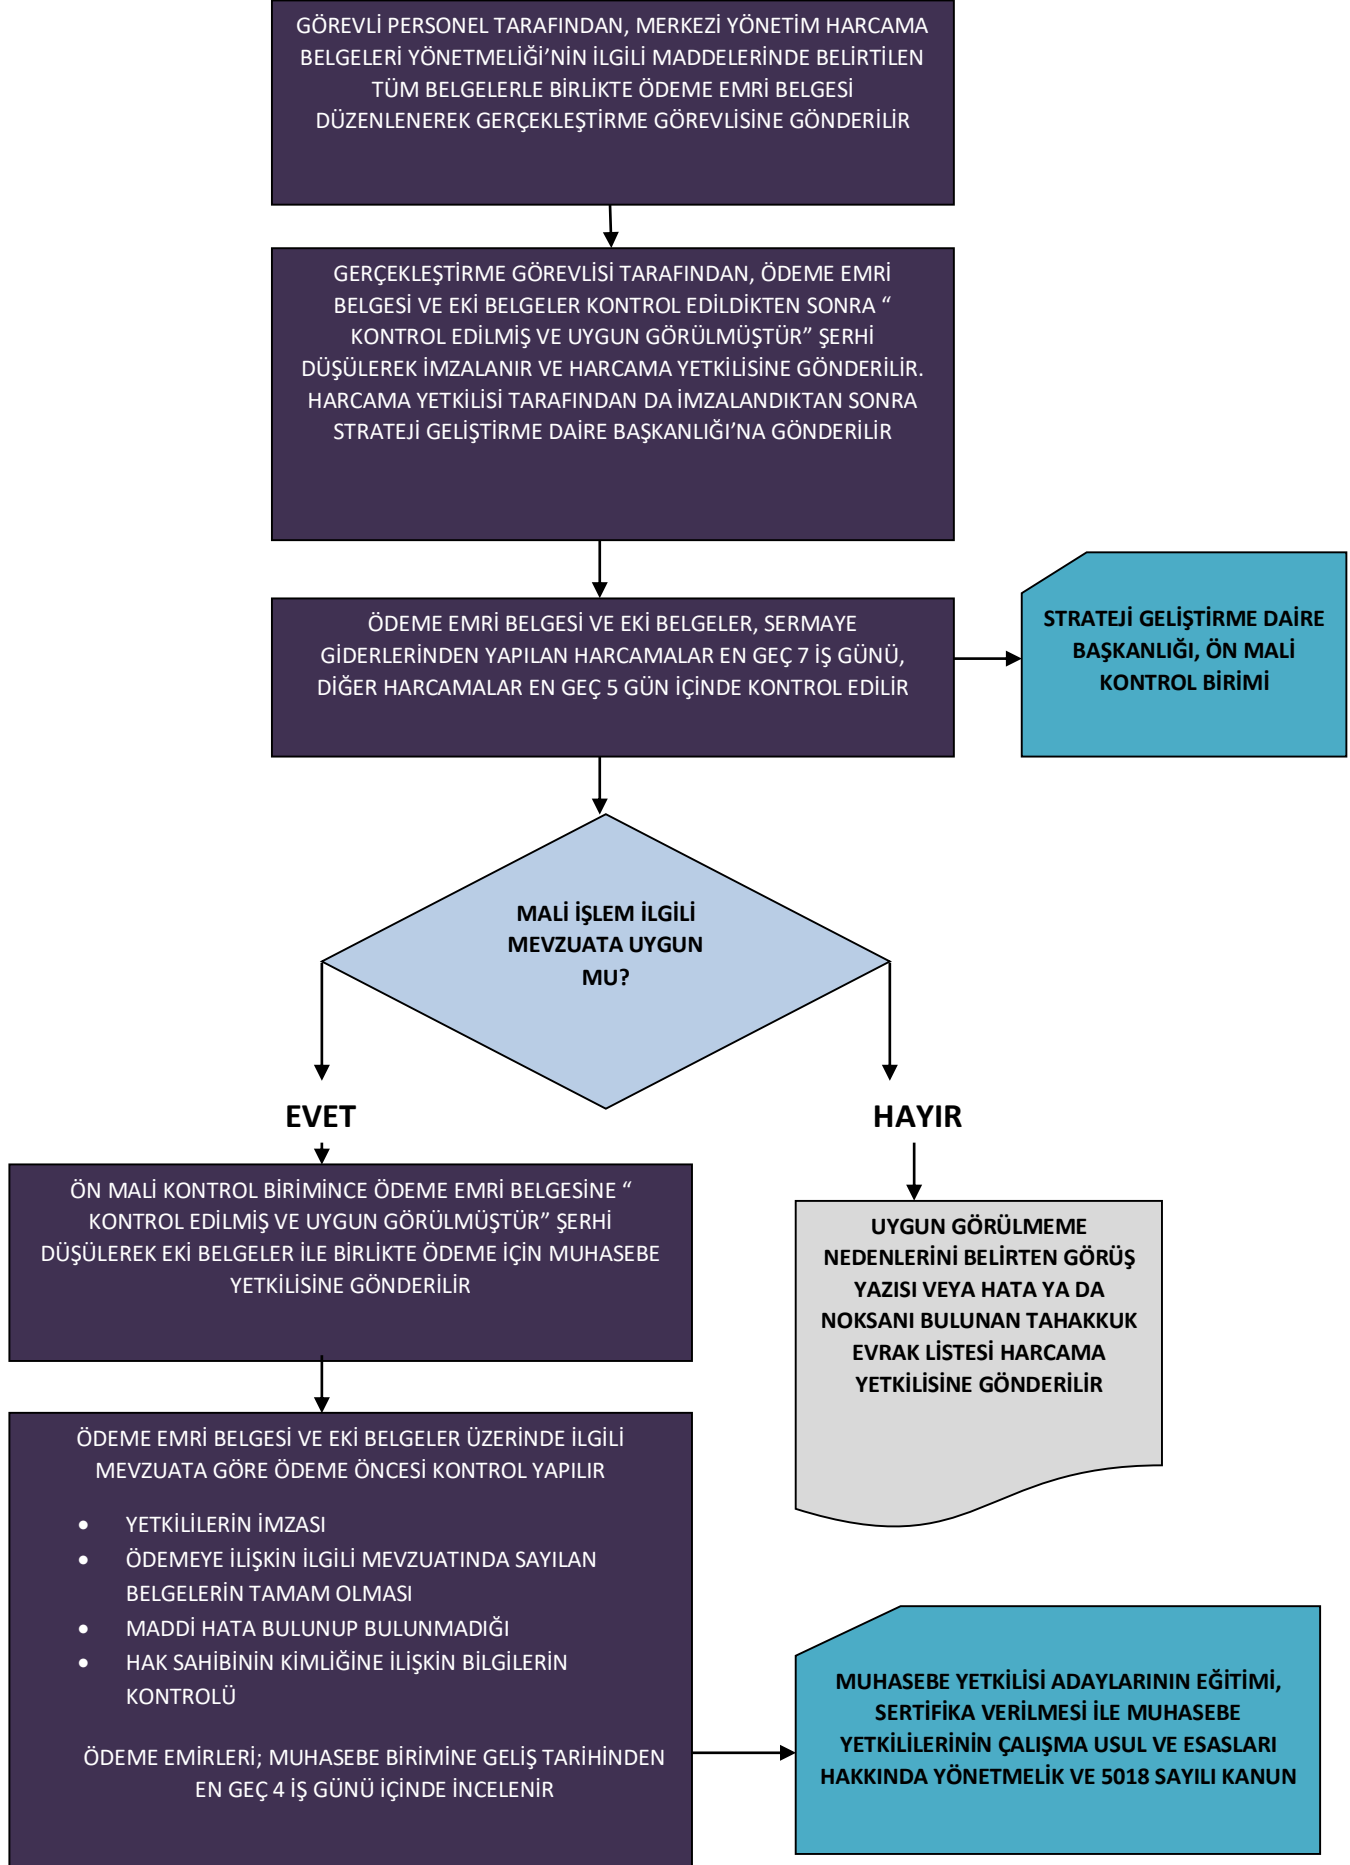 GÖREVLİ PERSONEL TARAFINDAN, MERKEZİ YÖNETİM HARCAMA
BELGELERİ YÖNETMELİĞİ’NİN İLGİLİ MADDELERİNDE BELİRTİLEN
TÜM BELGELERLE BİRLİKTE ÖDEME EMRİ BELGESİ
DÜZENLENEREK GERÇEKLEŞTİRME GÖREVLİSİNE GÖNDERİLİR
GERÇEKLEŞTİRME GÖREVLİSİ TARAFINDAN, ÖDEME EMRİ
BELGESİ VE EKİ BELGELER KONTROL EDİLDİKTEN SONRA “
KONTROL EDİLMİŞ VE UYGUN GÖRÜLMÜŞTÜR” ŞERHİ
DÜŞÜLEREK İMZALANIR VE HARCAMA YETKİLİSİNE GÖNDERİLİR.
HARCAMA YETKİLİSİ TARAFINDAN DA İMZALANDIKTAN SONRA
STRATEJİ GELİŞTİRME DAİRE BAŞKANLIĞI’NA GÖNDERİLİR
ÖDEME EMRİ BELGESİ VE EKİ BELGELER, SERMAYE
GİDERLERİNDEN YAPILAN HARCAMALAR EN GEÇ 7 İŞ GÜNÜ,
DİĞER HARCAMALAR EN GEÇ 5 GÜN İÇİNDE KONTROL EDİLİR
STRATEJİ GELİŞTİRME DAİRE
BAŞKANLIĞI, ÖN MALİ
KONTROL BİRİMİ
MALİ İŞLEM İLGİLİ
MEVZUATA UYGUN
MU?
EVET
HAYIR
ÖN MALİ KONTROL BİRİMİNCE ÖDEME EMRİ BELGESİNE “
KONTROL EDİLMİŞ VE UYGUN GÖRÜLMÜŞTÜR” ŞERHİ
DÜŞÜLEREK EKİ BELGELER İLE BİRLİKTE ÖDEME İÇİN MUHASEBE
YETKİLİSİNE GÖNDERİLİR
UYGUN GÖRÜLMEME
NEDENLERİNİ BELİRTEN GÖRÜŞ
YAZISI VEYA HATA YA DA
NOKSANI BULUNAN TAHAKKUK
EVRAK LİSTESİ HARCAMA
YETKİLİSİNE GÖNDERİLİR
ÖDEME EMRİ BELGESİ VE EKİ BELGELER ÜZERİNDE İLGİLİ
MEVZUATA GÖRE ÖDEME ÖNCESİ KONTROL YAPILIR
• YETKİLİLERİN İMZASI
• ÖDEMEYE İLİŞKİN İLGİLİ MEVZUATINDA SAYILAN
BELGELERİN TAMAM OLMASI
• MADDİ HATA BULUNUP BULUNMADIĞI
• HAK SAHİBİNİN KİMLİĞİNE İLİŞKİN BİLGİLERİN
KONTROLÜ
ÖDEME EMİRLERİ; MUHASEBE BİRİMİNE GELİŞ TARİHİNDEN
EN GEÇ 4 İŞ GÜNÜ İÇİNDE İNCELENİR
MUHASEBE YETKİLİSİ ADAYLARININ EĞİTİMİ,
SERTİFİKA VERİLMESİ İLE MUHASEBE
YETKİLİLERİNİN ÇALIŞMA USUL VE ESASLARI
HAKKINDA YÖNETMELİK VE 5018 SAYILI KANUN